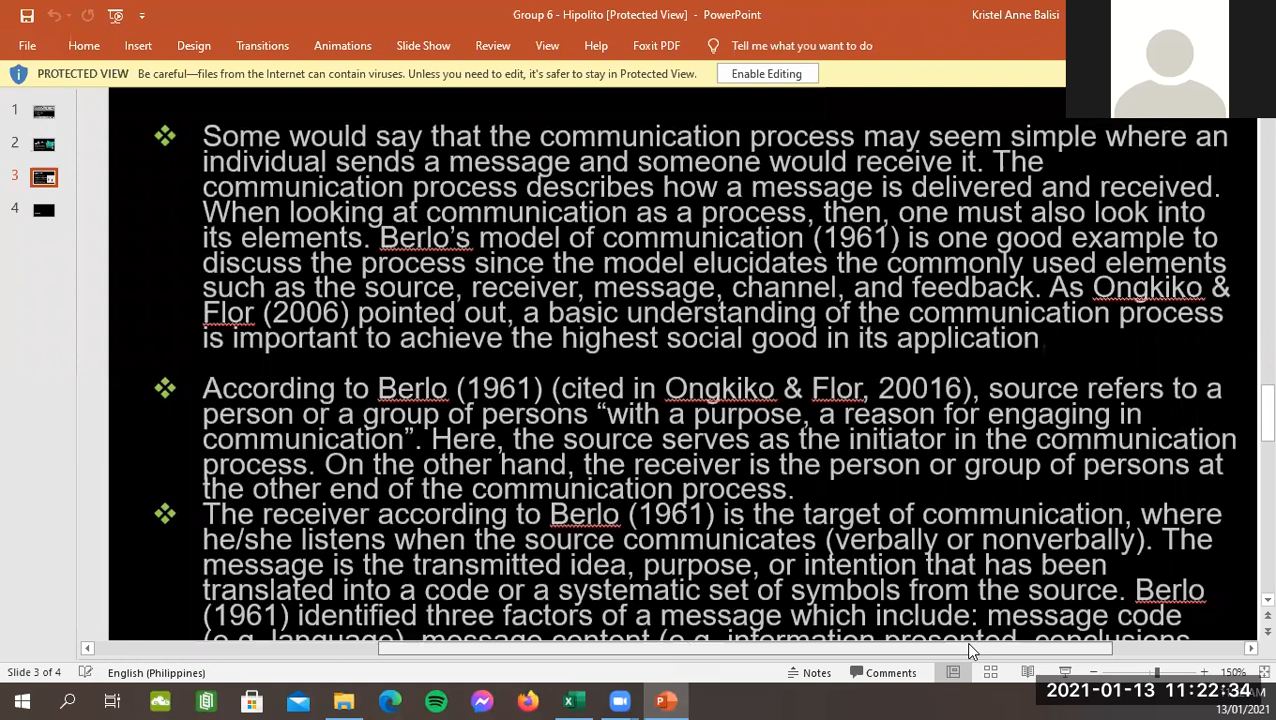 Group 6 - Hipolito [Protected View] - PowerPoint
Kristel Anne Balisi
File Home Insert Design Transitions Animations Slide Show Review View Help Foxit PDF Tell me what you want to do
PROTECTED VIEW Be careful—files from the Internet can contain viruses. Unless you need to edit, it's safer to stay in Protected View. Enable Editing
1
2
3
4
Some would say that the communication process may seem simple where an
individual sends a message and someone would receive it. The
communication process describes how a message is delivered and received.
When looking at communication as a process, then, one must also look into
its elements. Berlo's model of communication (1961) is one good example to
discuss the process since the model elucidates the commonly used elements
such as the source, receiver, message, channel, and feedback. As Ongkiko &
Flor (2006) pointed out, a basic understanding of the communication process
is important to achieve the highest social good in its application
According to Berlo (1961) (cited in Ongkiko & Flor, 20016), source refers to a
person or a group of persons “with a purpose, a reason for engaging in
communication”. Here, the source serves as the initiator in the communication
process. On the other hand, the receiver is the person or group of persons at
the other end of the communication process.
The receiver according to Berlo (1961) is the target of communication, where
he/she listens when the source communicates (verbally or nonverbally). The
message is the transmitted idea, purpose, or intention that has been
translated into a code or a systematic set of symbols from the source. Berlo
(1961) identified three factors of a message which include: message code
(e.g. language), message content (e.g. information presented, conclusions
Slide 3 of 4 English (Philippines) Notes Comments 150%
2021-01-13 11:22:34
13/01/2021